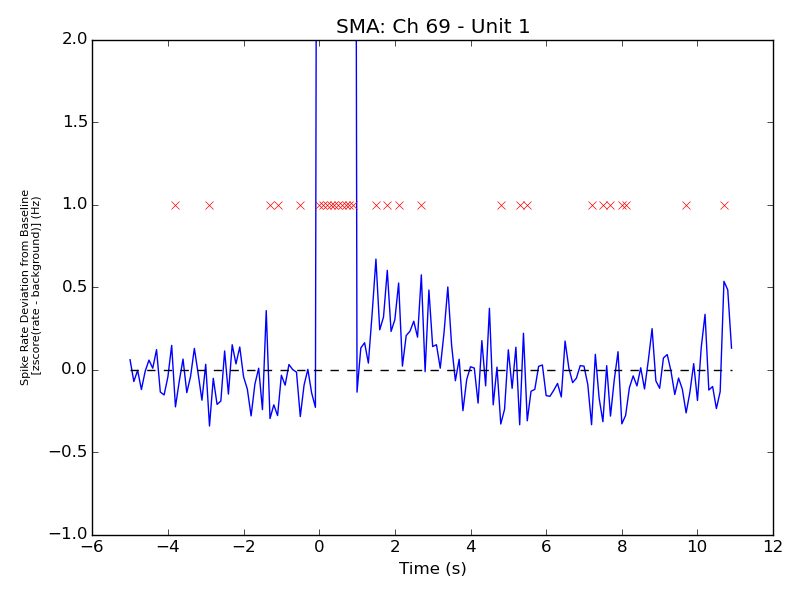 SMA: Ch 69 - Unit 1
2.0
1.5
1.0
0.5
0.0
−0.5
−1.0
Spike Rate Deviation from Baseline
[zscore(rate - background)] (Hz)
−6 −4 −2 0 2 4 6 8 10 12
Time (s)